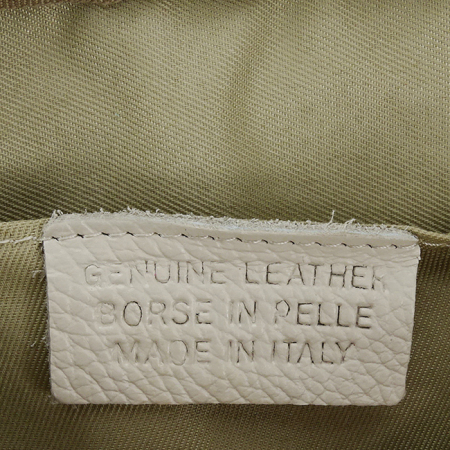 GENUINE LEATHER
BORSE IN PELLE
MADE IN ITALY